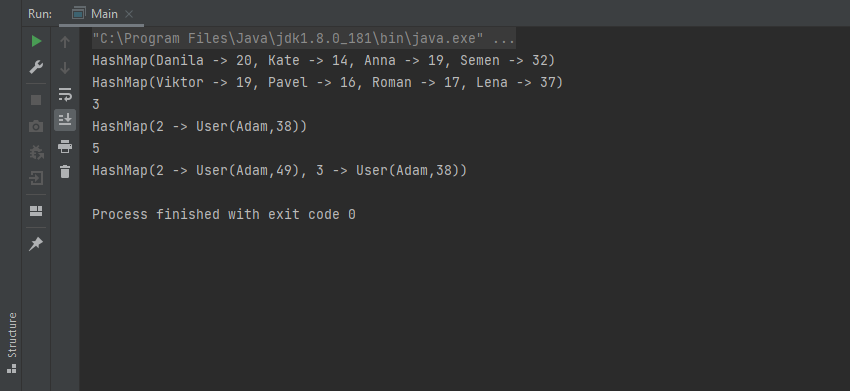 Run:
Main
"C:\Program Files\Java\jdk1.8.0_181\bin\java.exe" ...
HashMap(Danila -> 20, Kate -> 14, Anna -> 19, Semen -> 32)
HashMap(Viktor -> 19, Pavel -> 16, Roman -> 17, Lena -> 37)
3
HashMap(2 -> User(Adam,38))
5
HashMap(2 -> User(Adam,49), 3 -> User(Adam,38))
Process finished with exit code 0
Structure